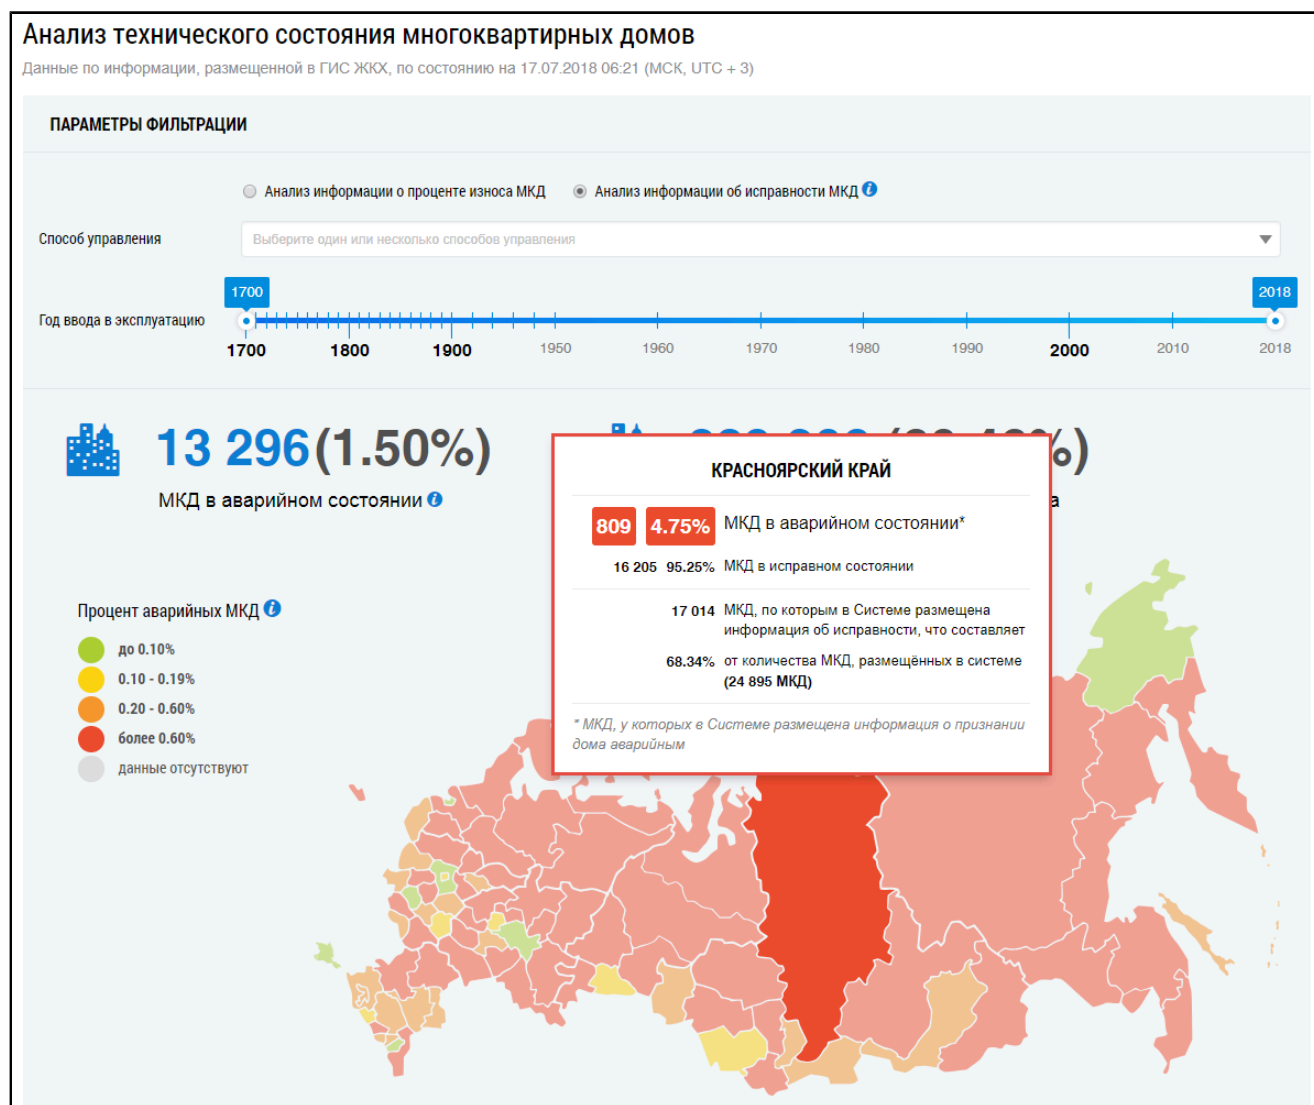 Анализ технического состояния многоквартирных домов
Данные по информации, размещенной в ГИС ЖКХ, по состоянию на 17.07.2018 06:21 (МСК, UTC + 3)
ПАРАМЕТРЫ ФИЛЬТРАЦИИ
Анализ информации о проценте износа МКД Анализ информации об исправности МКД
Способ управления Выберите один или несколько способов управления
1700 2018
Год ввода в эксплуатацию
1700 1800 1900 1950 1960 1970 1980 1990 2000 2010 2018
13 296 (1.50%)
МКД в аварийном состоянии
КРАСНОЯРСКИЙ КРАЙ
809 4.75% МКД в аварийном состоянии*
16 205 95.25% МКД в исправном состоянии
17 014 МКД, по которым в Системе размещена
информация об исправности, что составляет
68.34% от количества МКД, размещённых в системе
(24 895 МКД)
* МКД, у которых в Системе размещена информация о признании
дома аварийным
Процент аварийных МКД
до 0.10%
0.10 - 0.19%
0.20 - 0.60%
более 0.60%
данные отсутствуют